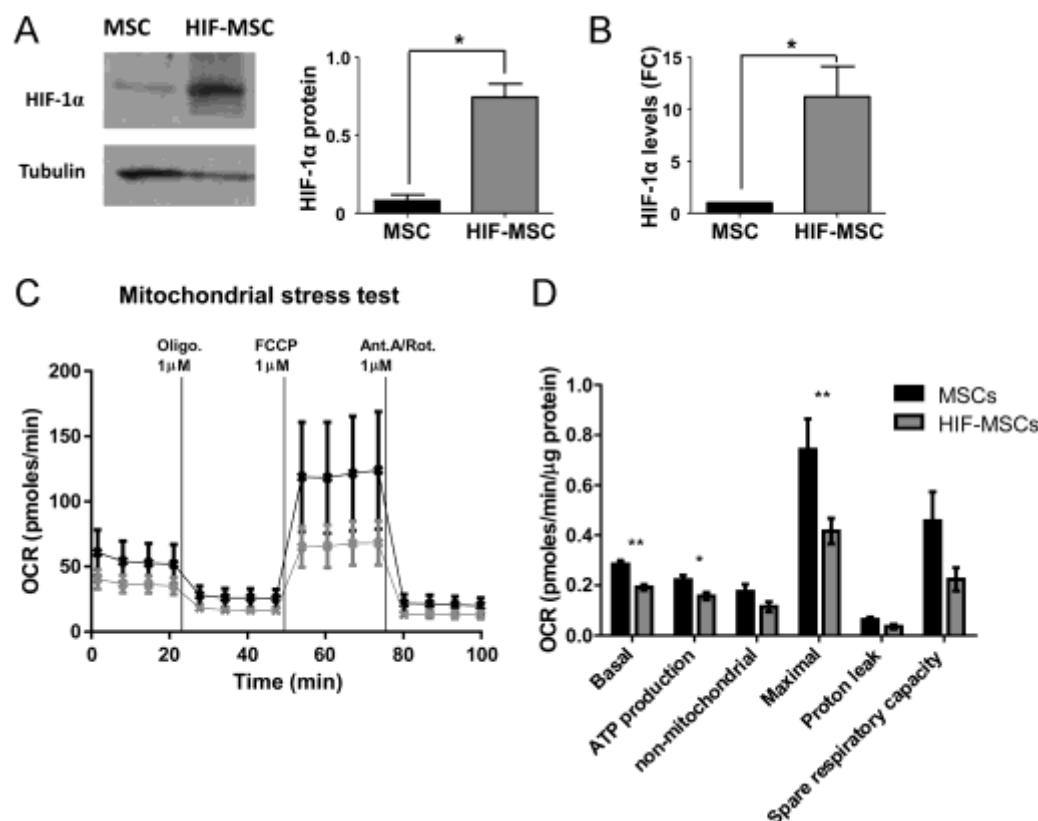 A
MSC HIF-MSC
HIF-1α
Tubulin
HIF-1α protein
1.0
0.5
0
*
MSC HIF-MSC
B
HIF-1α levels (FC)
15
10
5
0
*
MSC HIF-MSC
C
Mitochondrial stress test
Oligo. FCCP Ant.A/Rot.
1μM 1μM 1μM
OCR (pmoles/min)
200
150
100
50
0
0 20 40 60 80 100
Time (min)
D
OCR (pmoles/min/μg protein)
1.0
0.8
0.6
0.4
0.2
0.0
** * **
MSCs
HIF-MSCs
Basal
ATP production
non-mitochondrial
Maximal
Proton leak
Spare respiratory capacity